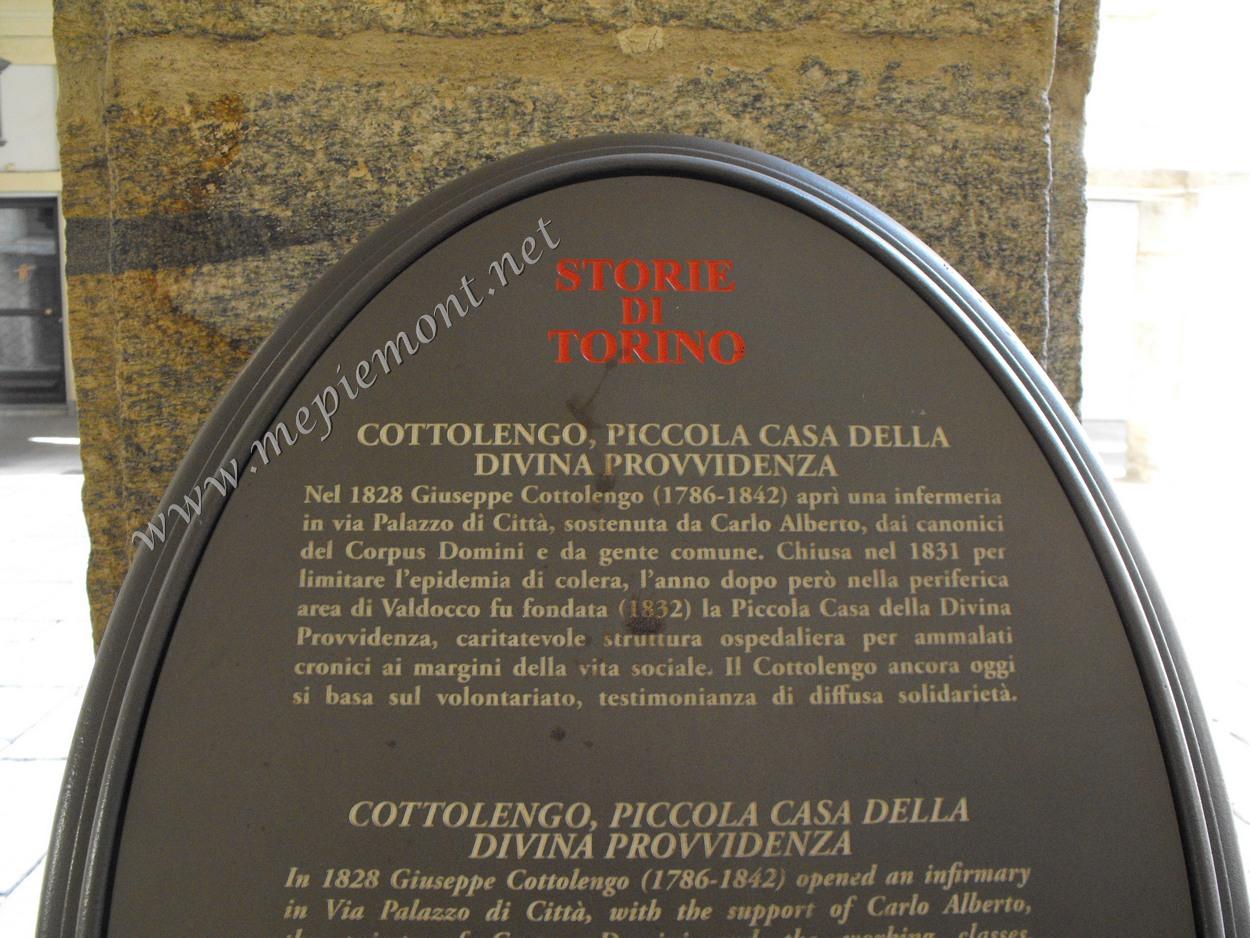 www.mepiemont.net
STORIE
DI
TORINO
COTTOLENGO, PICCOLA CASA DELLA
DIVINA PROVVIDENZA
Nel 1828 Giuseppe Cottolengo (1786-1842) aprì una infermeria
in via Palazzo di Città, sostenuta da Carlo Alberto, dai canonici
del Corpus Domini e da gente comune. Chiusa nel 1831 per
limitare l'epidemia di colera, l'anno dopo però nella periferica
area di Valdocco fu fondata (1832) la Piccola Casa della Divina
Provvidenza, caritatevole struttura ospedaliera per ammalati
cronici ai margini della vita sociale. Il Cottolengo ancora oggi
si basa sul volontariato, testimonianza di diffusa solidarietà.
COTTOLENGO, PICCOLA CASA DELLA
DIVINA PROVVIDENZA
In 1828 Giuseppe Cottolengo (1786-1842) opened an infirmary
in Via Palazzo di Città, with the support of Carlo Alberto,